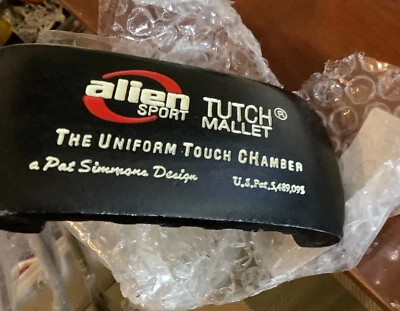 alien TUTCH®
SPORT MALLET
THE UNIFORM TOUCH CHAMBER
a Pat Simmons Design U.S.Pat.5,489,098